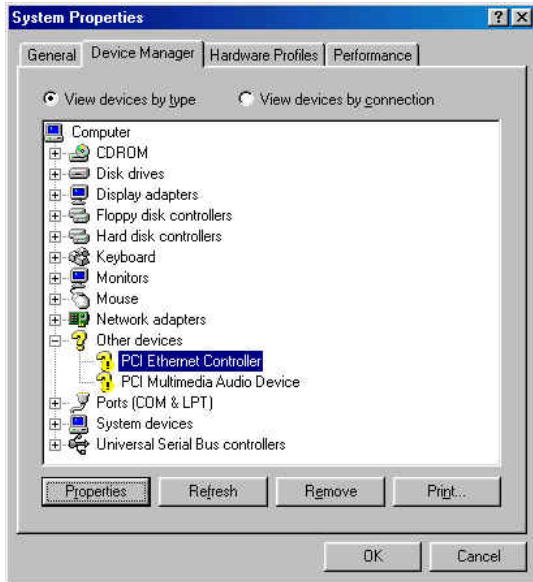 System Properties
General Device Manager Hardware Profiles Performance
View devices by type View devices by connection
Computer
CDROM
Disk drives
Display adapters
Floppy disk controllers
Hard disk controllers
Keyboard
Monitors
Mouse
Network adapters
Other devices
PCI Ethernet Controller
PCI Multimedia Audio Device
Ports (COM & LPT)
System devices
Universal Serial Bus controllers
Properties Refresh Remove Print...
OK Cancel